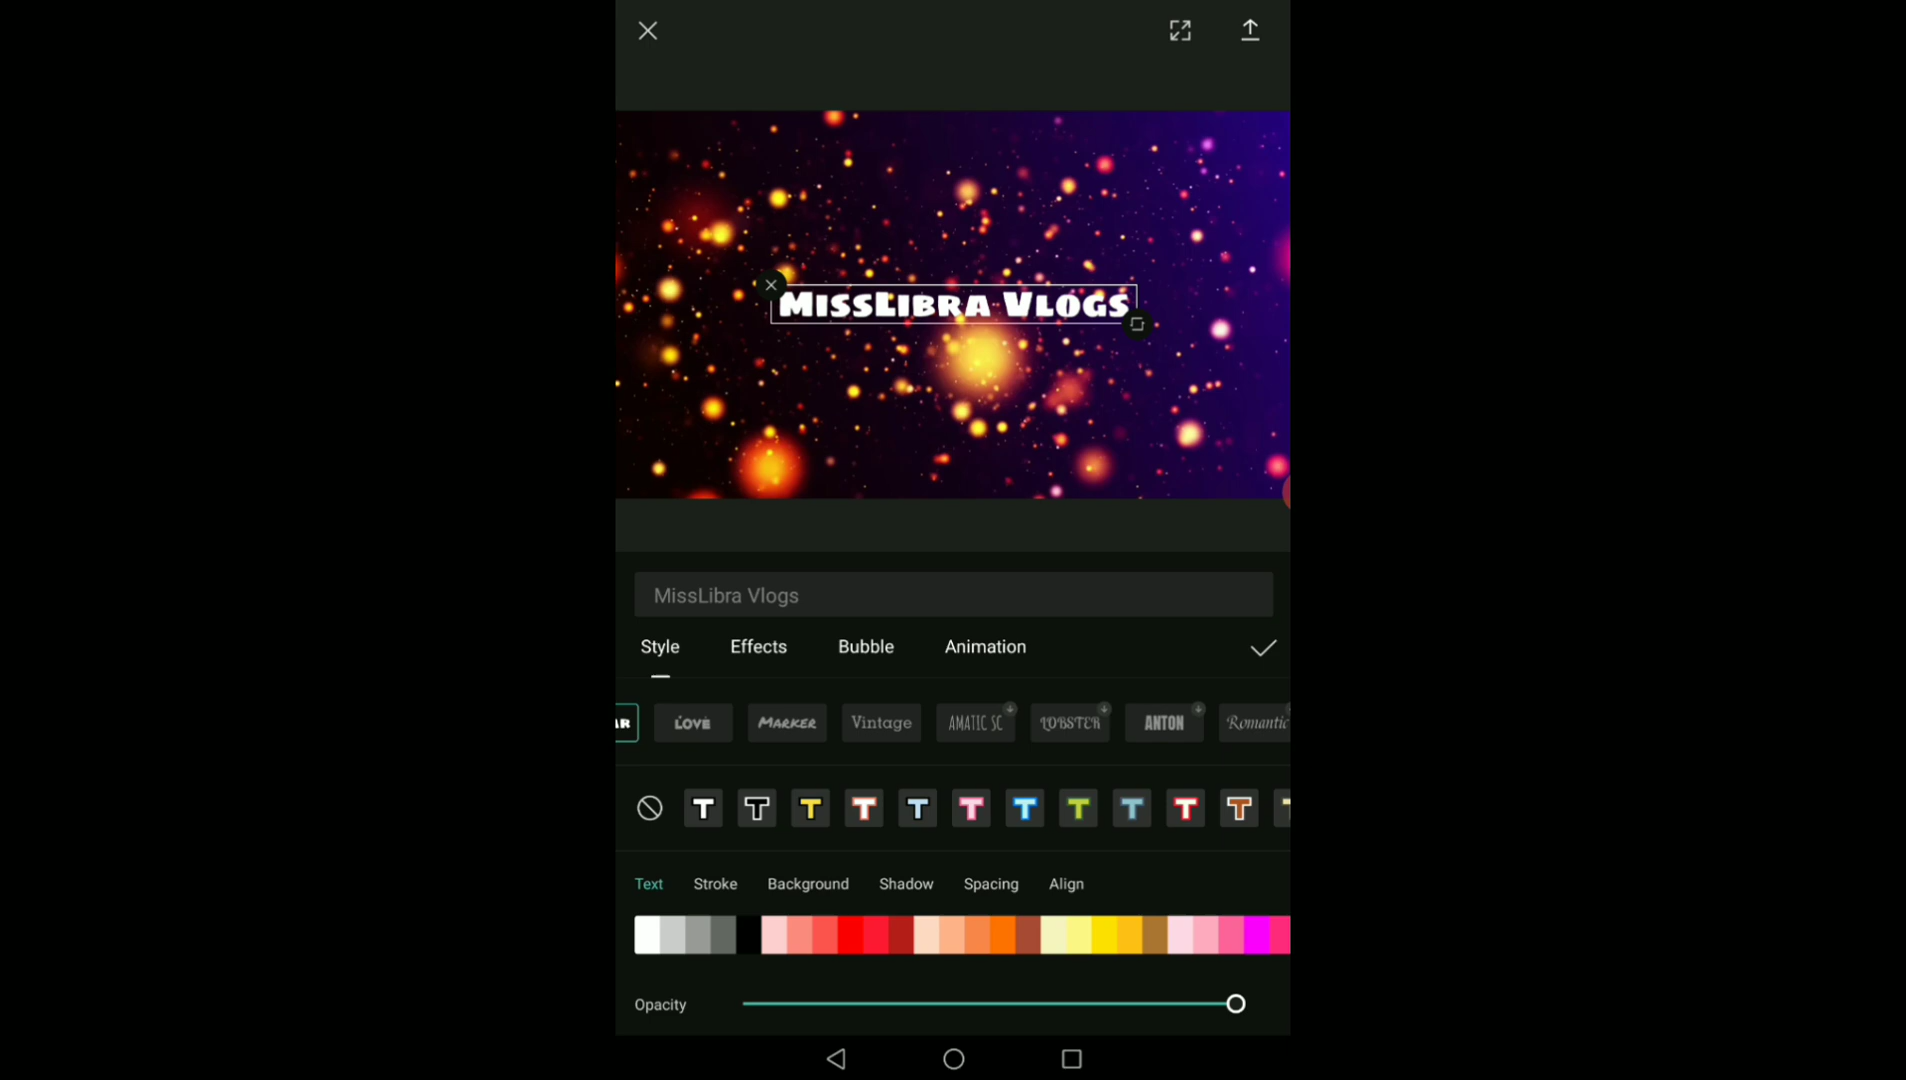 MissLibra Vlogs
MissLibra Vlogs
Style Effects Bubble Animation
LOVE MARKER Vintage AMATIC SC LOBSTER ANTON Romantic
T T T T T T T T T T T
Text Stroke Background Shadow Spacing Align
Opacity